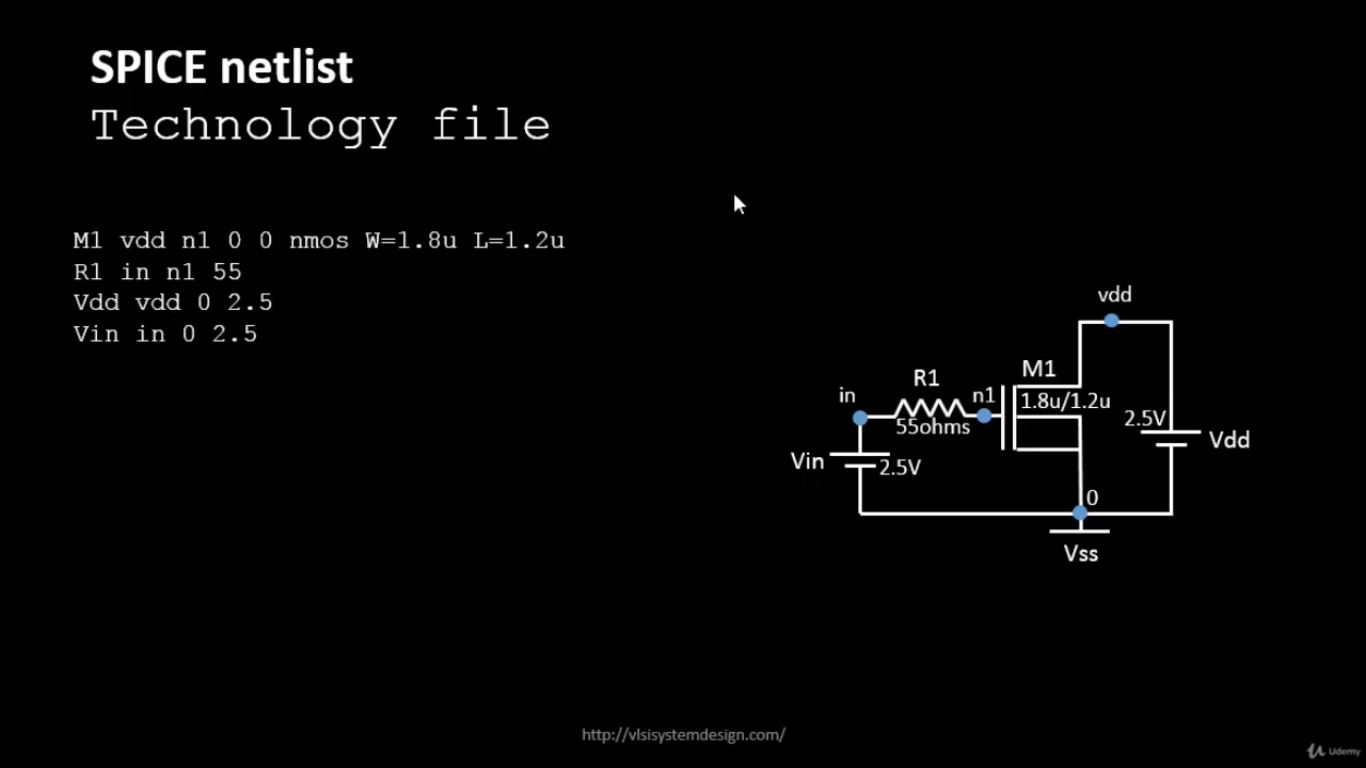 SPICE netlist
Technology file
M1 vdd n1 0 0 nmos W=1.8u L=1.2u
R1 in n1 55
Vdd vdd 0 2.5
Vin in 0 2.5
vdd
R1
M1
in
n1
1.8u/1.2u
55ohms
2.5V
Vdd
Vin
2.5V
0
Vss
http://vlsisystemdesign.com/
Udemy